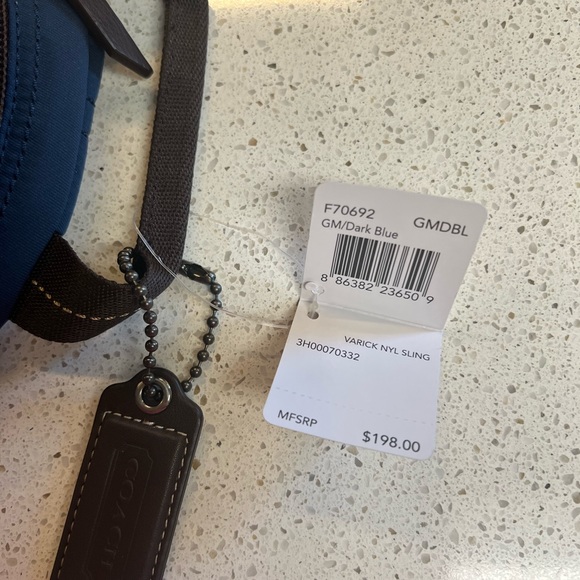 F70692 GMDBL
GM/Dark Blue
8 86382 23650 9
VARICK NYL SLING
3H00070332
MFSRP $198.00
COACH